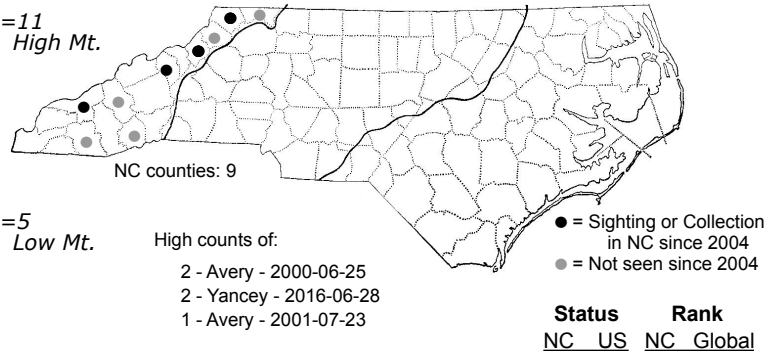 =11
High Mt.
NC counties: 9
=5
Low Mt.
High counts of:
2 - Avery - 2000-06-25
2 - Yancey - 2016-06-28
1 - Avery - 2001-07-23
● = Sighting or Collection
in NC since 2004
● = Not seen since 2004
Status Rank
NC US NC Global